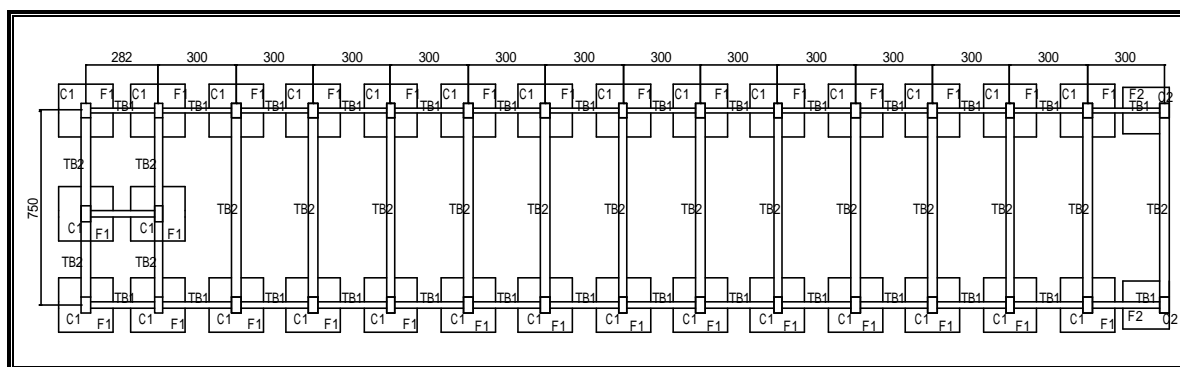 282 300 300 300 300 300 300 300 300 300 300 300 300 300
C1 F1 C1 F1 C1 F1 C1 F1 C1 F1 C1 F1 C1 F1 C1 F1 C1 F1 C1 F1 C1 F1 C1 F1 C1 F1 C1 F1 F2 C2
TB1 TB1 TB1 TB1 TB1 TB1 TB1 TB1 TB1 TB1 TB1 TB1 TB1 TB1
TB2 TB2
750 TB2 TB2 TB2 TB2 TB2 TB2 TB2 TB2 TB2 TB2 TB2 TB2 TB2
C1 F1 C1 F1
TB2 TB2
TB1 TB1 TB1 TB1 TB1 TB1 TB1 TB1 TB1 TB1 TB1 TB1 TB1 TB1
C1 F1 C1 F1 C1 F1 C1 F1 C1 F1 C1 F1 C1 F1 C1 F1 C1 F1 C1 F1 C1 F1 C1 F1 C1 F1 C1 F1 F2 C2